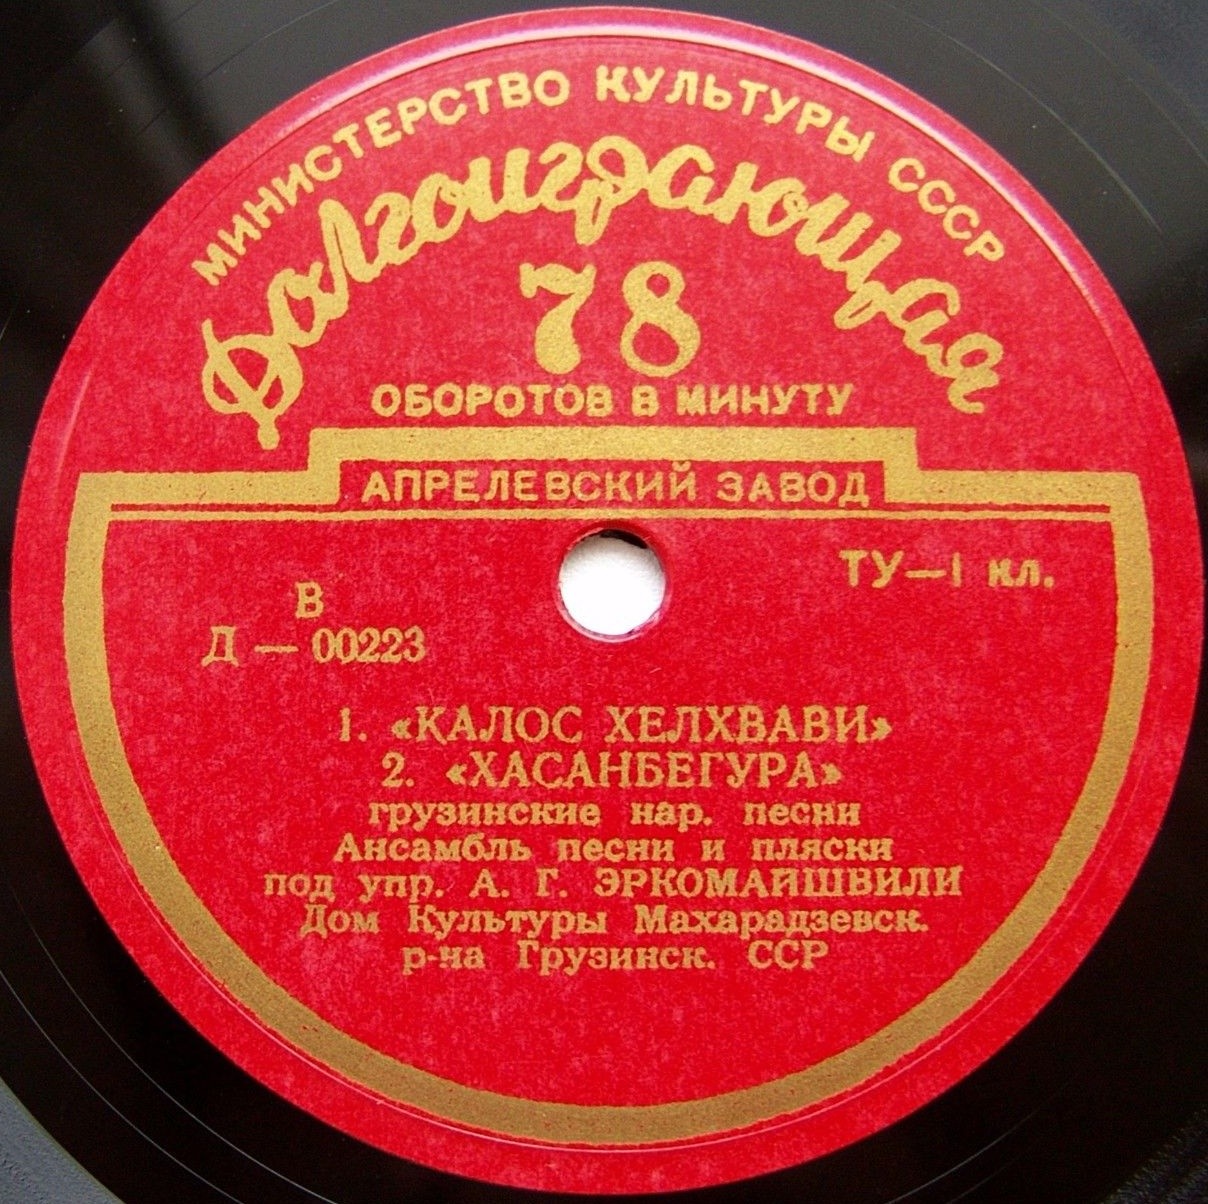 МИНИСТЕРСТВО КУЛЬТУРЫ СССР
Долгоиграющая
78
ОБОРОТОВ В МИНУТУ
АПРЕЛЕВСКИЙ ЗАВОД
ТУ—1 кл.
В
Д — 00223
1. «КАЛОС ХЕЛХВАВИ»
2. «ХАСАНБЕГУРА»
грузинские нар. песни
Ансамбль песни и пляски
под упр. А. Г. ЭРКОМАЙШВИЛИ
Дом Культуры Махарадзевск.
р-на Грузинск. ССР